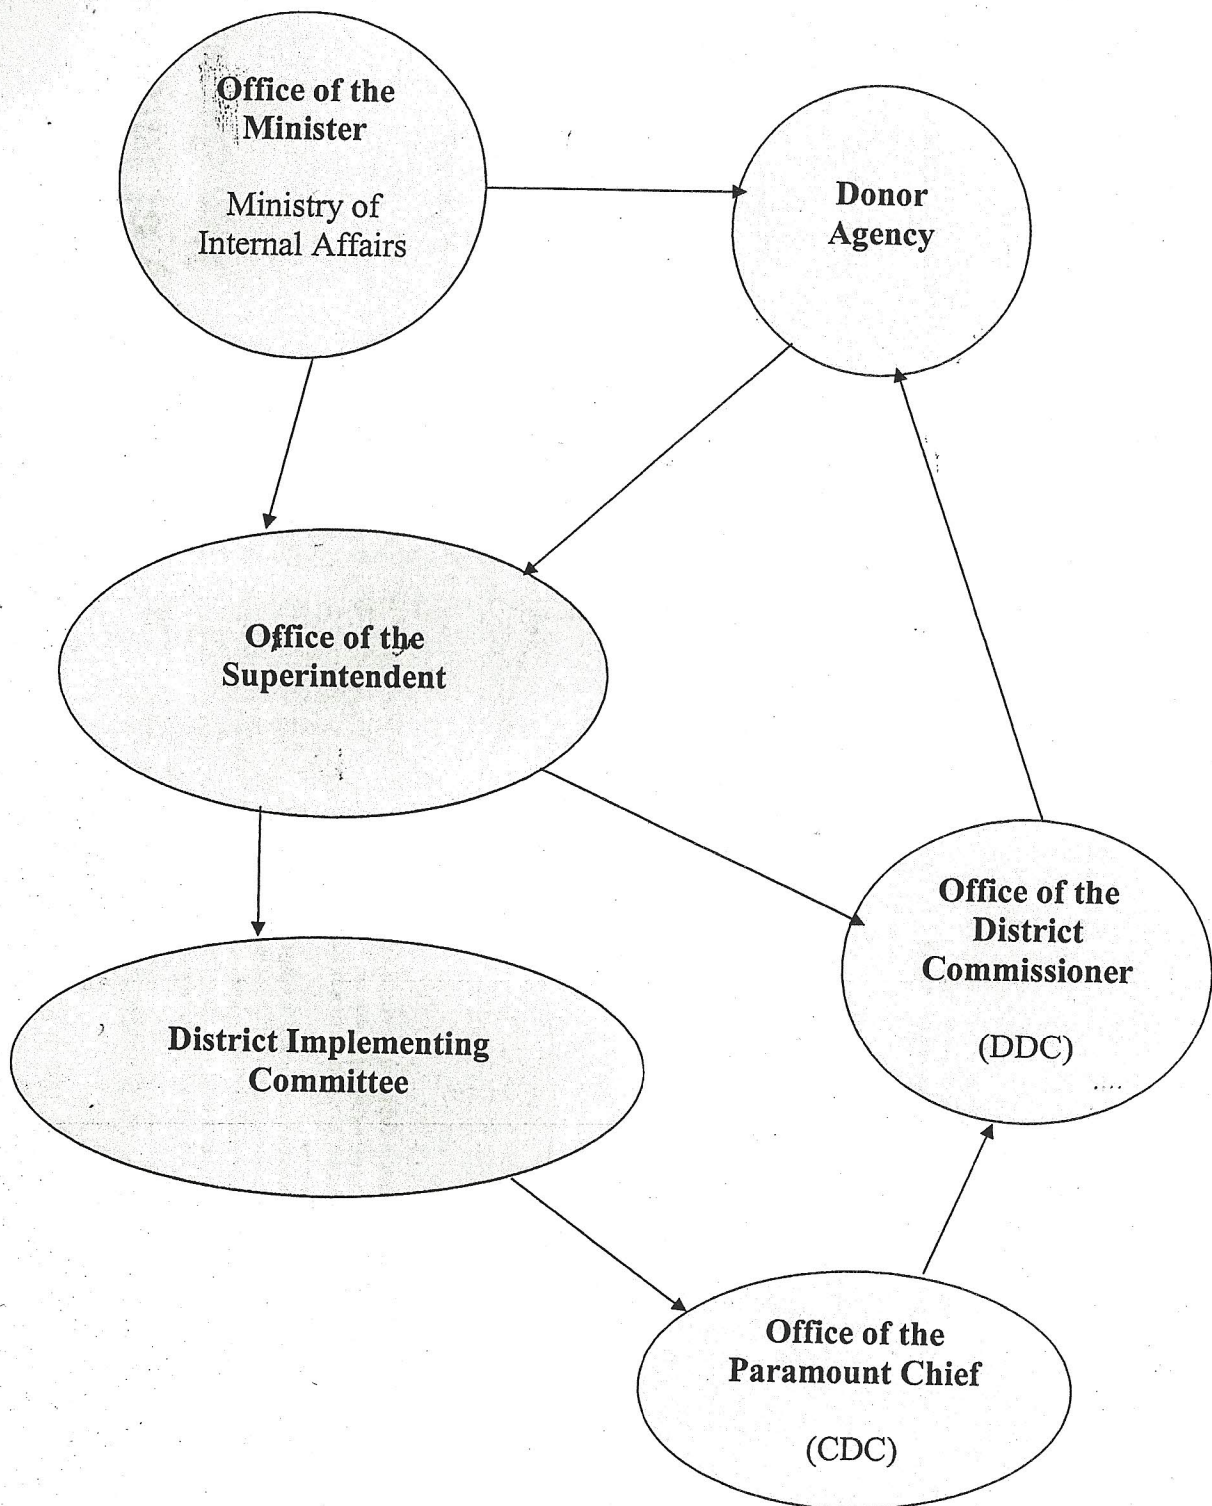 Office of the
Minister
Ministry of
Internal Affairs
Donor
Agency
Office of the
Superintendent
Office of the
District
Commissioner
(DDC)
District Implementing
Committee
Office of the
Paramount Chief
(CDC)